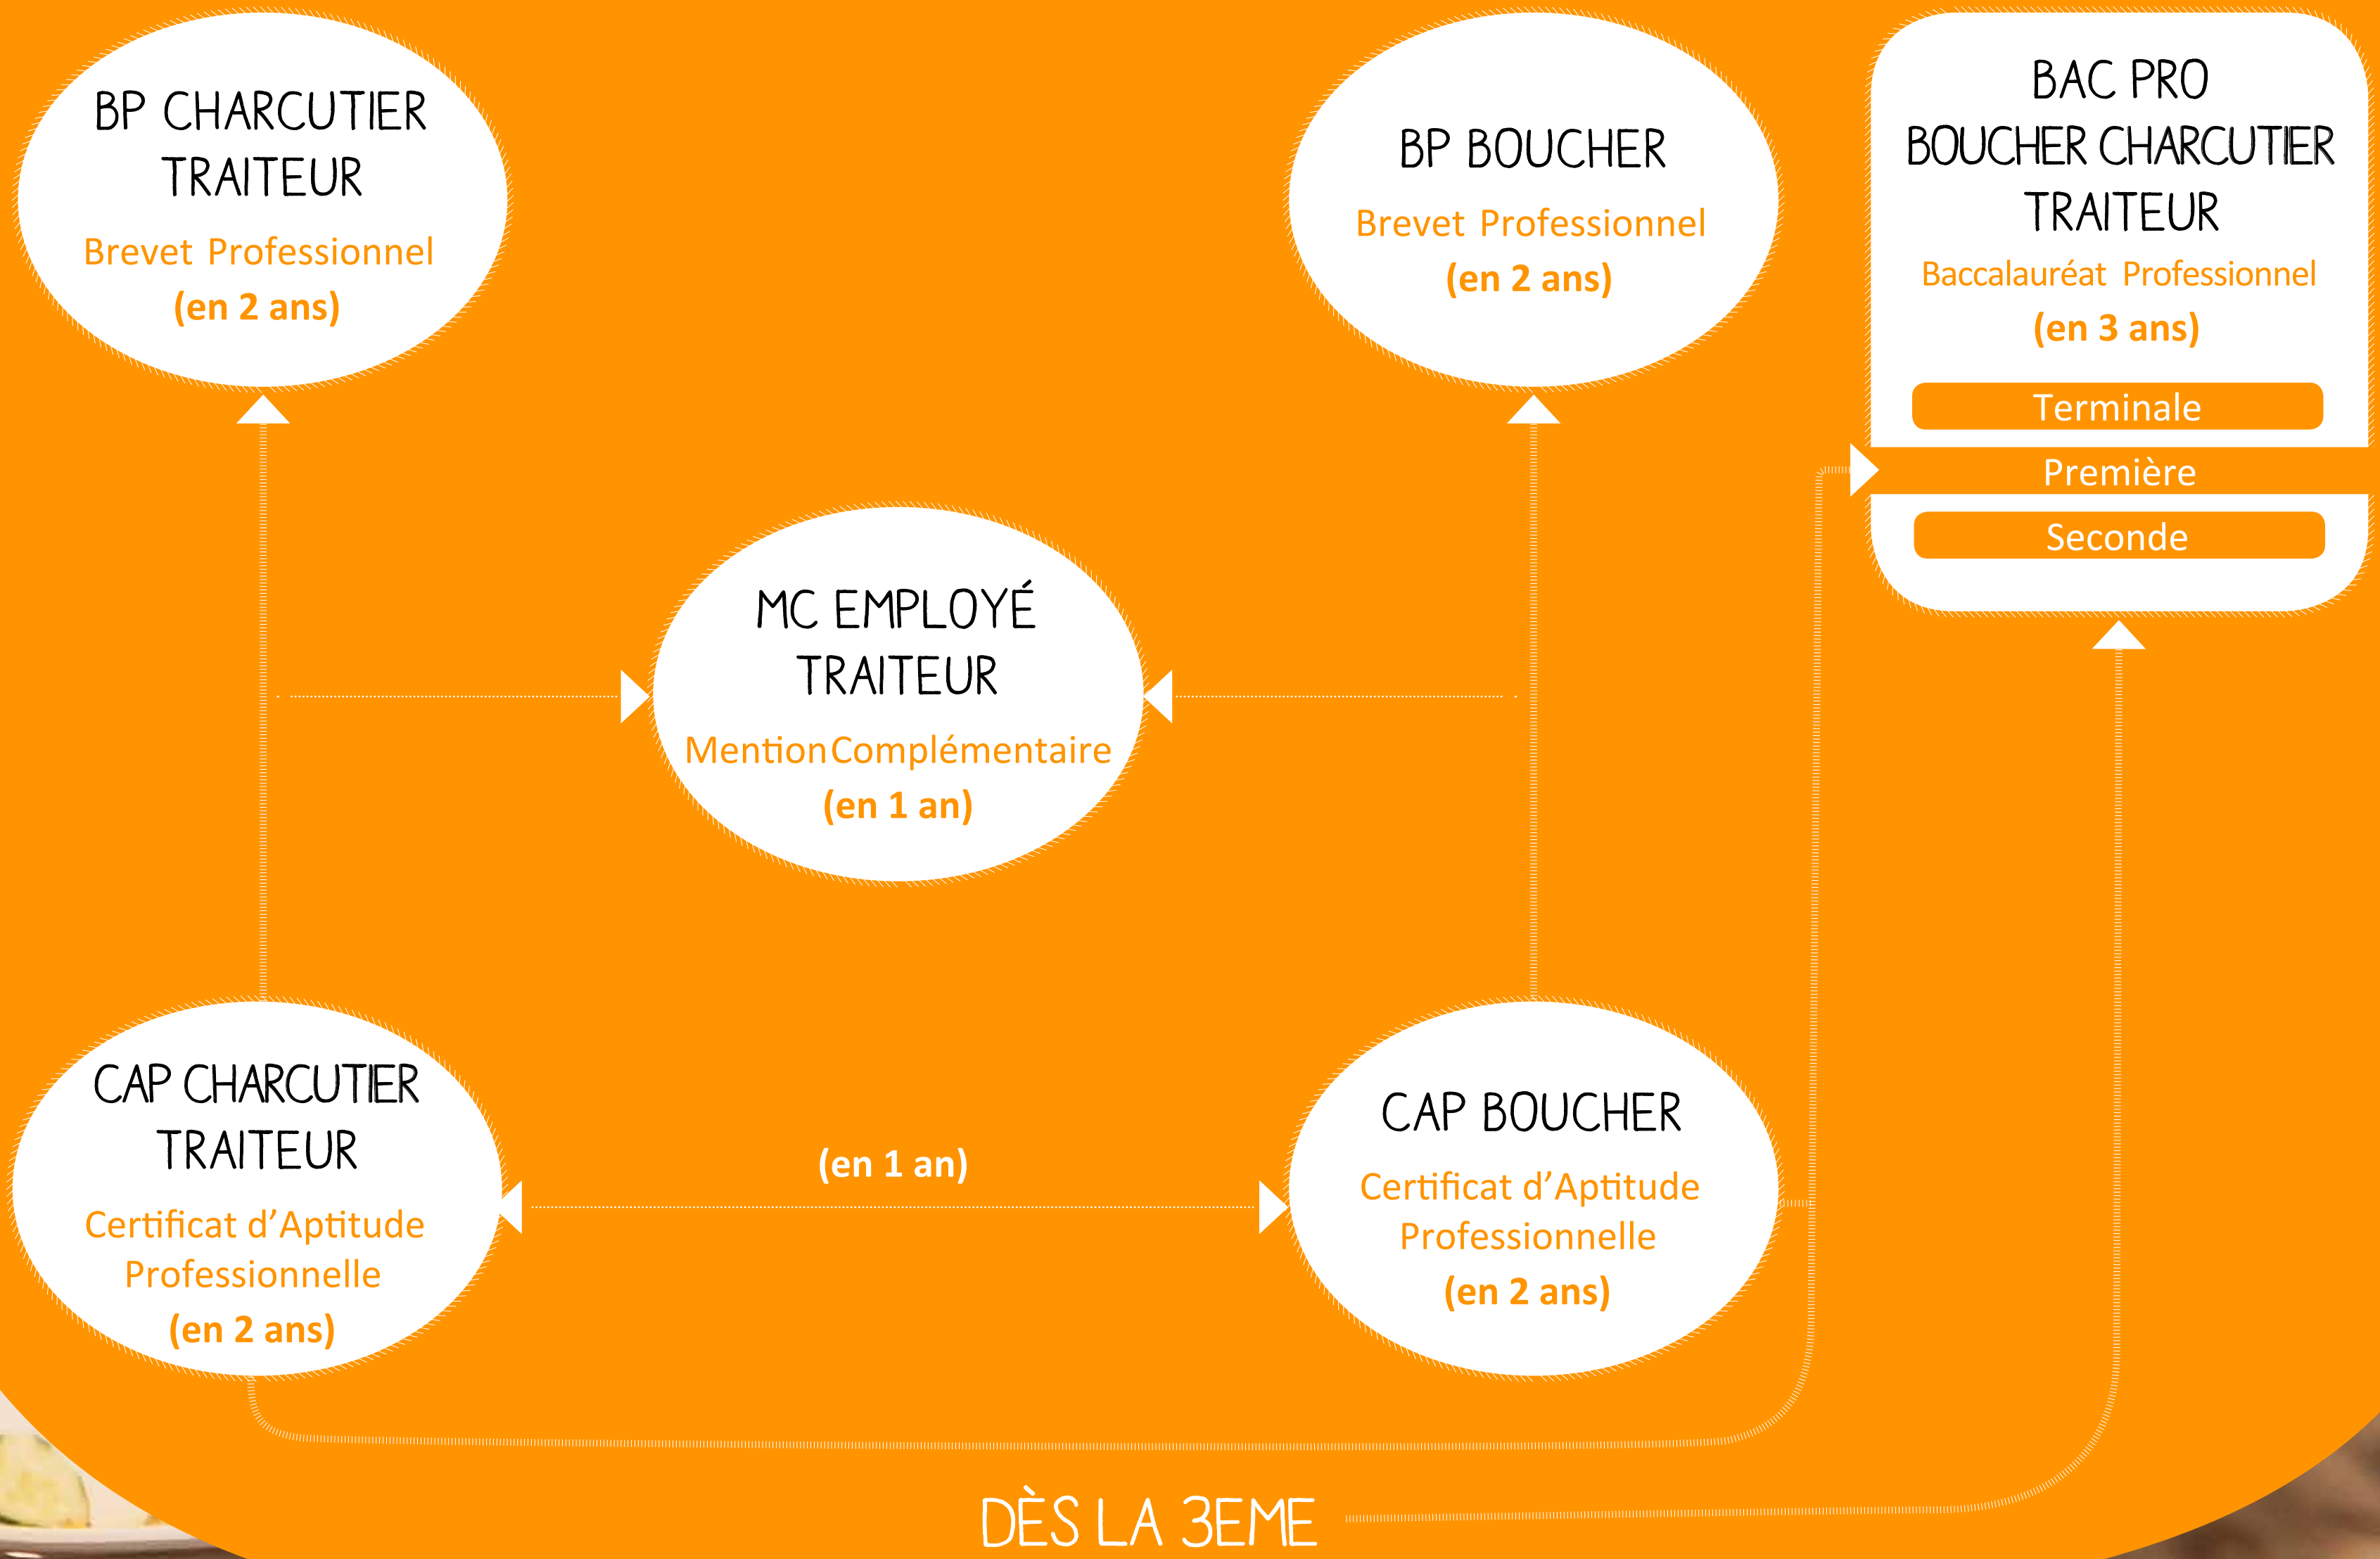 BP CHARCUTIER
TRAITEUR
Brevet Professionnel
(en 2 ans)
BP BOUCHER
Brevet Professionnel
(en 2 ans)
BAC PRO
BOUCHER CHARCUTIER
TRAITEUR
Baccalauréat Professionnel
(en 3 ans)
Terminale
Première
Seconde
MC EMPLOYÉ
TRAITEUR
Mention Complémentaire
(en 1 an)
CAP CHARCUTIER
TRAITEUR
Certificat d'Aptitude
Professionnelle
(en 2 ans)
(en 1 an)
CAP BOUCHER
Certificat d'Aptitude
Professionnelle
(en 2 ans)
DÈS LA 3EME